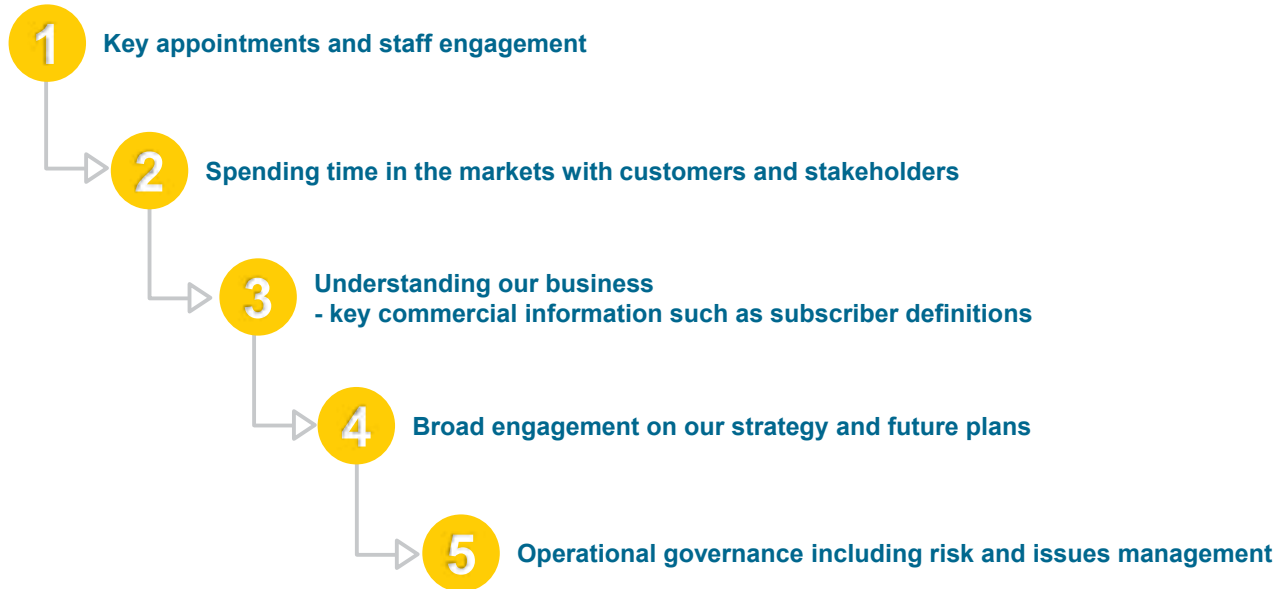 1
Key appointments and staff engagement
2
Spending time in the markets with customers and stakeholders
3
Understanding our business
- key commercial information such as subscriber definitions
4
Broad engagement on our strategy and future plans
5
Operational governance including risk and issues management